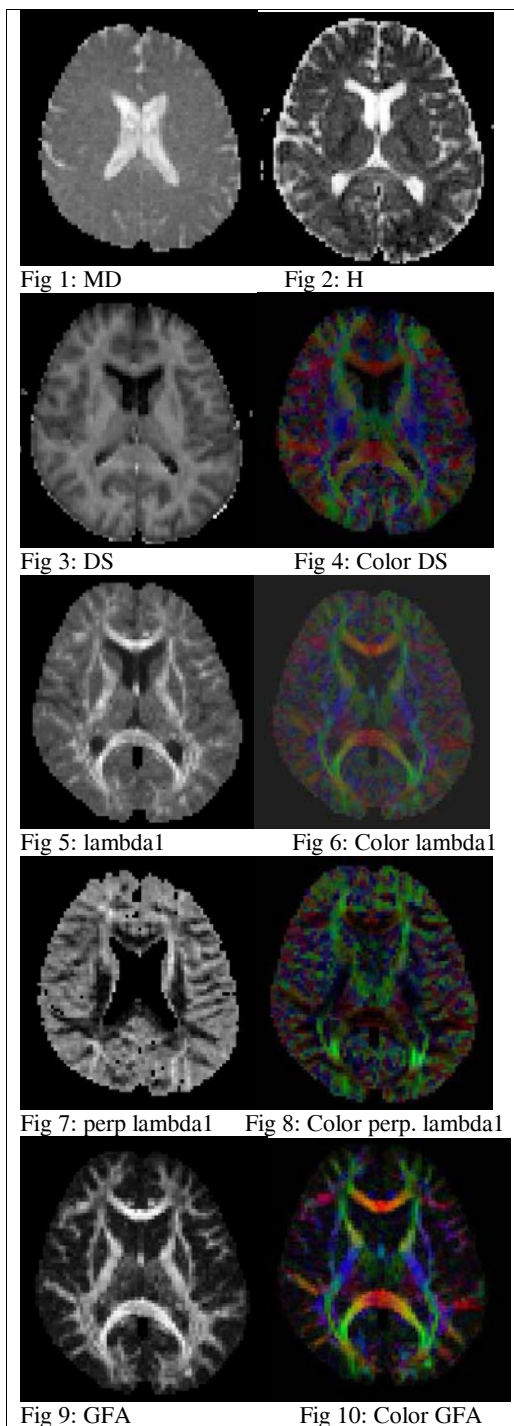 Fig 1: MD Fig 2: H
Fig 3: DS Fig 4: Color DS
Fig 5: lambda1 Fig 6: Color lambda1
Fig 7: perp lambda1 Fig 8: Color perp. lambda1
Fig 9: GFA Fig 10: Color GFA